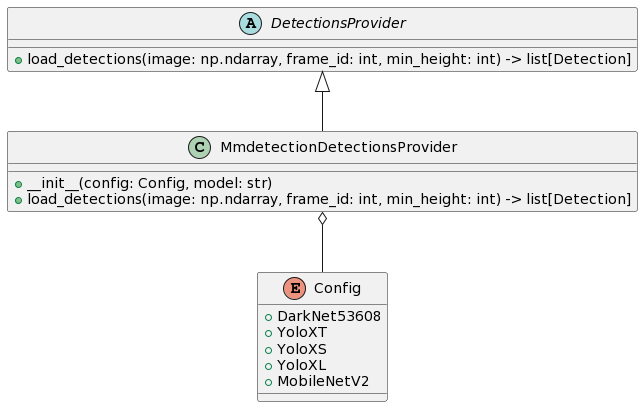 A DetectionsProvider
load_detections(image: np.ndarray, frame_id: int, min_height: int) -> list[Detection]
C MmdetectionDetectionsProvider
__init__(config: Config, model: str)
load_detections(image: np.ndarray, frame_id: int, min_height: int) -> list[Detection]
E Config
DarkNet53608
YoloXT
YoloXS
YoloXL
MobileNetV2